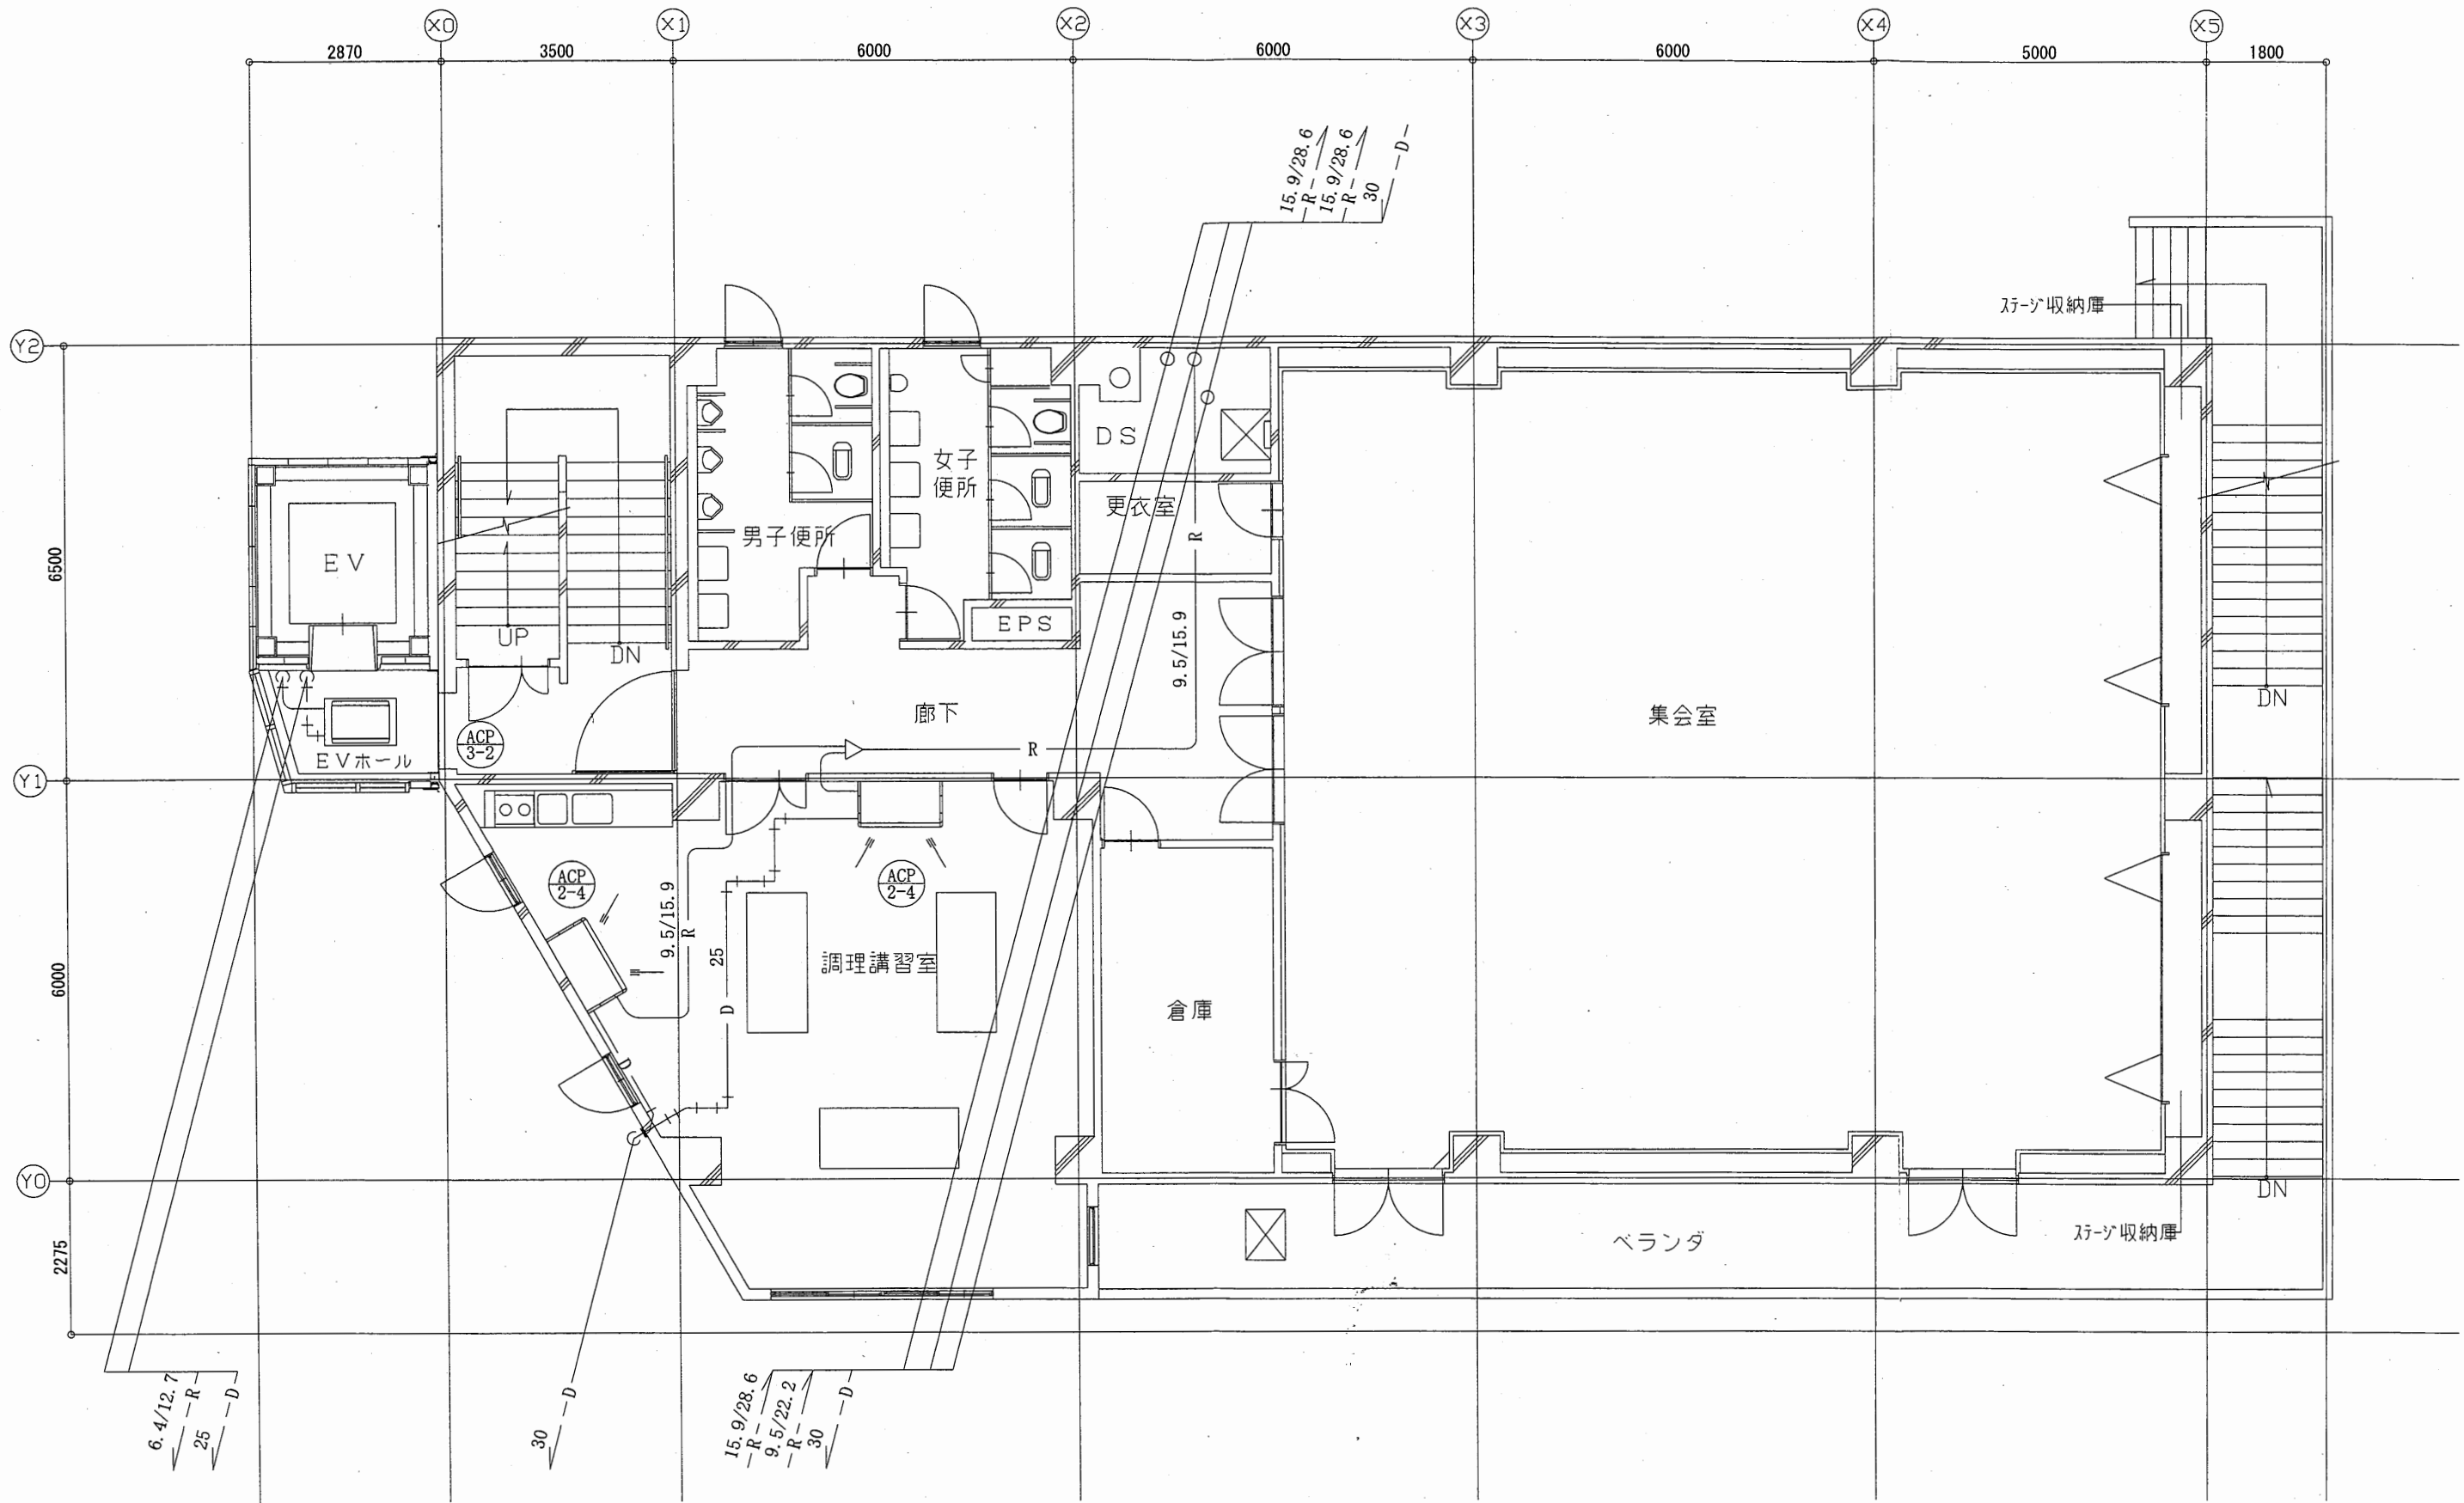 X0
X1
X2
X3
X4
X5
2870
3500
6000
6000
6000
5000
1800
15.9/28.6
R
15.9/28.6
R
30
D
ステージ収納庫
Y2
DS
女子
便所
更衣室
男子便所
R
EV
6500
EPS
UP
DN
9.5/15.9
DN
廊下
集会室
ACP
3-2
R
EVホール
Y1
ACP
2-4
ACP
2-4
9.5/15.9
R
25
調理講習室
6000
D
倉庫
D
Y0
DN
ステージ収納庫
ベランダ
2275
6.4/12.7
R
25
D
30
D
15.9/28.6
R
9.5/22.2
R
30
D